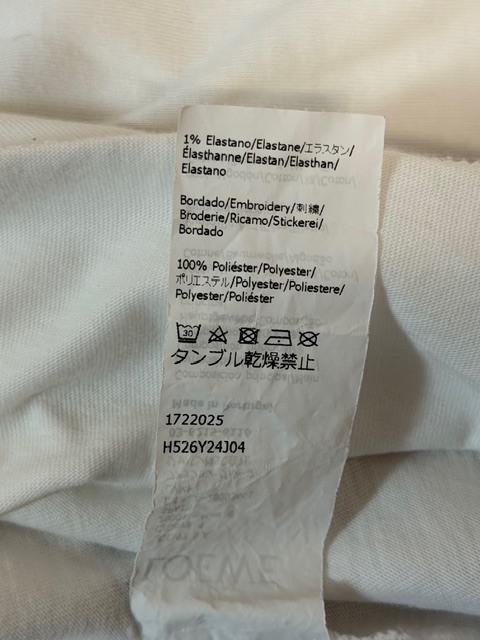 1% Elastano/Elastane/エラスタン/
Élasthanne/Elastan/Elasthan/
Elastano
Bordado/Embroidery/刺繍/
Broderie/Ricamo/Stickerei/
Bordado
100% Poliéster/Polyester/
ポリエステル/Polyester/Poliestere/
Polyester/Poliéster
30
タンブル乾燥禁止
1722025
H526Y24J04
LOEWE